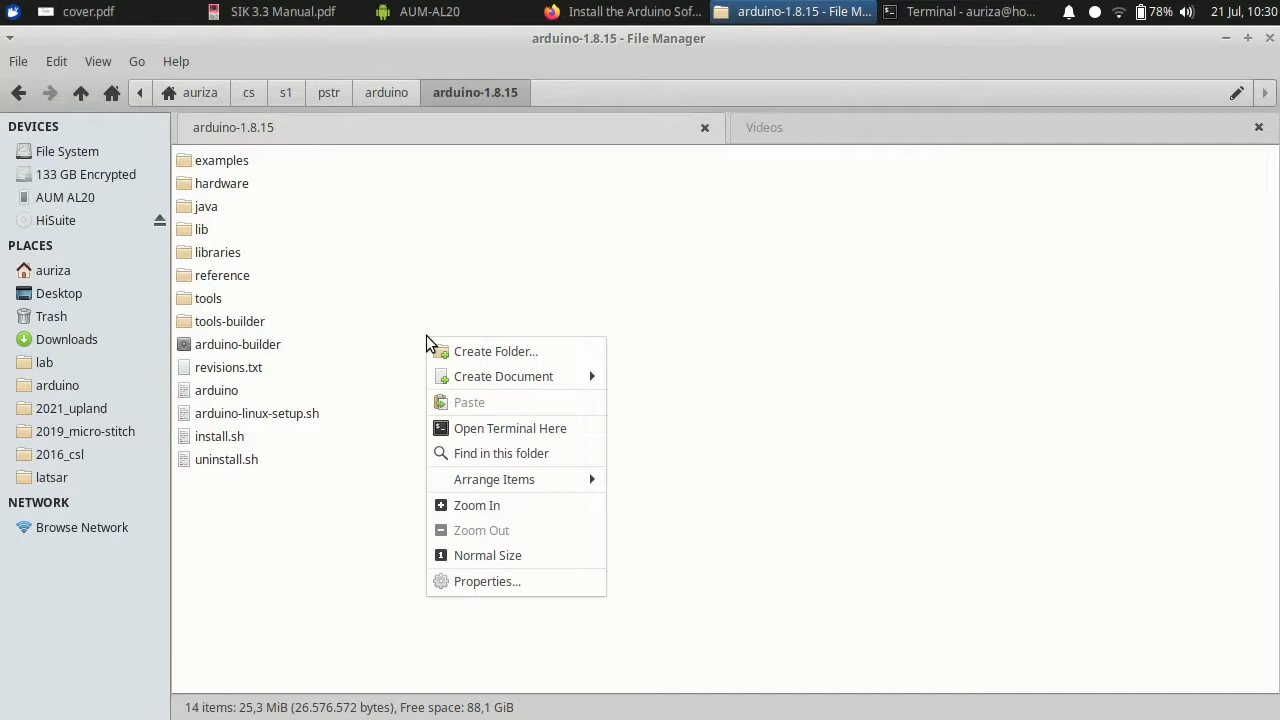 cover.pdf
SIK 3.3 Manual.pdf
AUM-AL20
Install the Arduino Sof...
arduino-1.8.15 - File M...
Terminal - auriza@ho...
78%
21 Jul, 10:30
arduino-1.8.15 - File Manager
File Edit View Go Help
auriza cs s1 pstr arduino arduino-1.8.15
DEVICES
File System
133 GB Encrypted
AUM AL20
HiSuite
PLACES
auriza
Desktop
Trash
Downloads
lab
arduino
2021_upland
2019_micro-stitch
2016_csl
latsar
NETWORK
Browse Network
arduino-1.8.15
Videos
examples
hardware
java
lib
libraries
reference
tools
tools-builder
arduino-builder
revisions.txt
arduino
arduino-linux-setup.sh
install.sh
uninstall.sh
Create Folder...
Create Document
Paste
Open Terminal Here
Find in this folder
Arrange Items
Zoom In
Zoom Out
1 Normal Size
Properties...
14 items: 25,3 MiB (26.576.572 bytes), Free space: 88,1 GiB